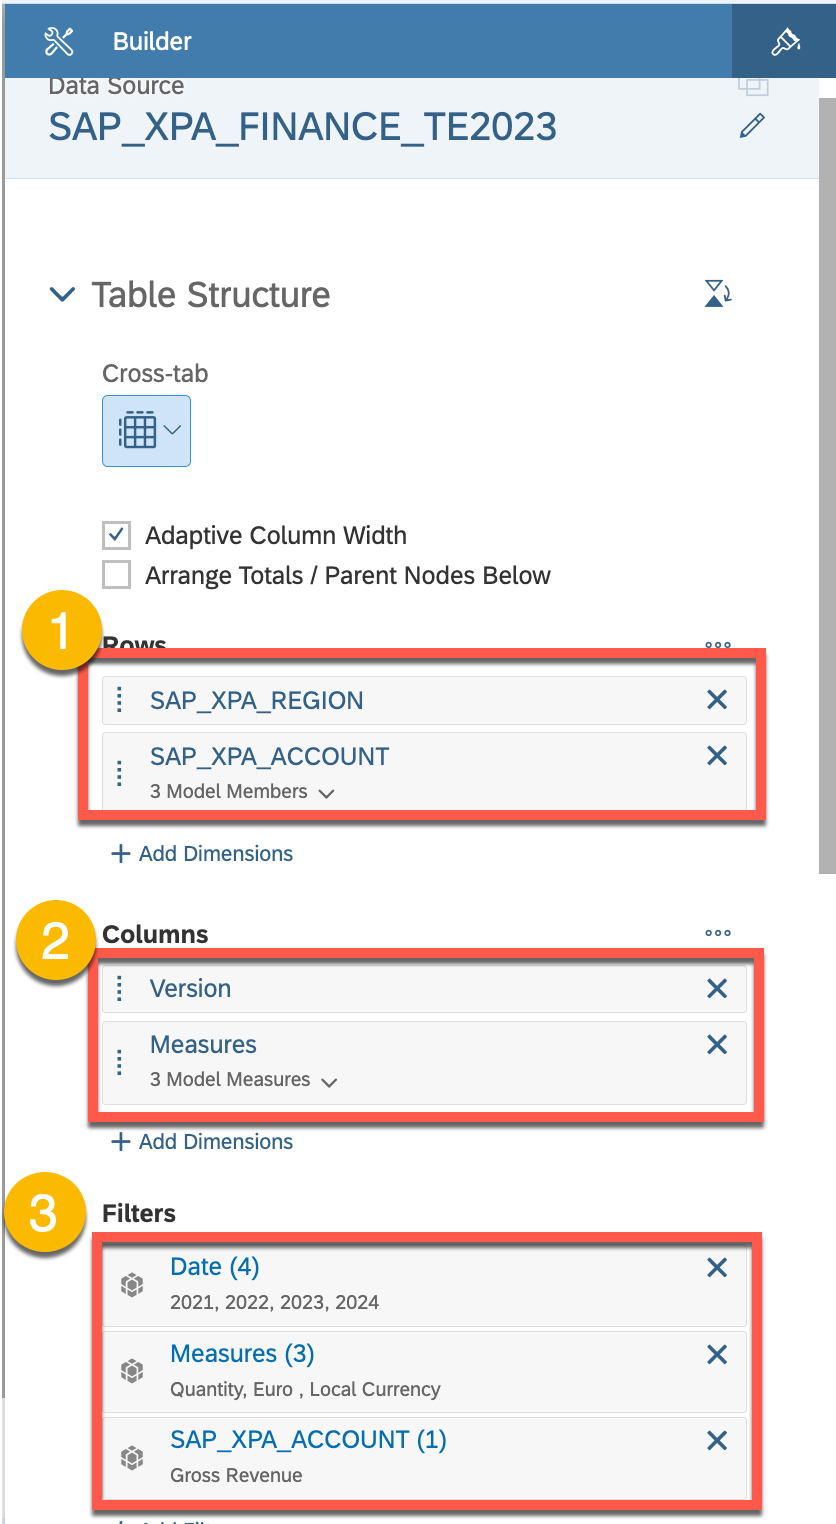 Builder
Data Source
SAP_XPA_FINANCE_TE2023
Table Structure
Cross-tab
Adaptive Column Width
Arrange Totals / Parent Nodes Below
1
Rows
SAP_XPA_REGION
SAP_XPA_ACCOUNT
3 Model Members
+ Add Dimensions
2
Columns
Version
Measures
3 Model Measures
+ Add Dimensions
3
Filters
Date (4)
2021, 2022, 2023, 2024
Measures (3)
Quantity, Euro , Local Currency
SAP_XPA_ACCOUNT (1)
Gross Revenue